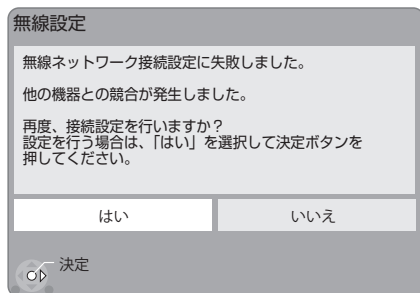 無線設定
無線ネットワーク接続設定に失敗しました。
他の機器との競合が発生しました。
再度、接続設定を行いますか？
設定を行う場合は、「はい」を選択して決定ボタンを
押してください。
はい
いいえ
決定